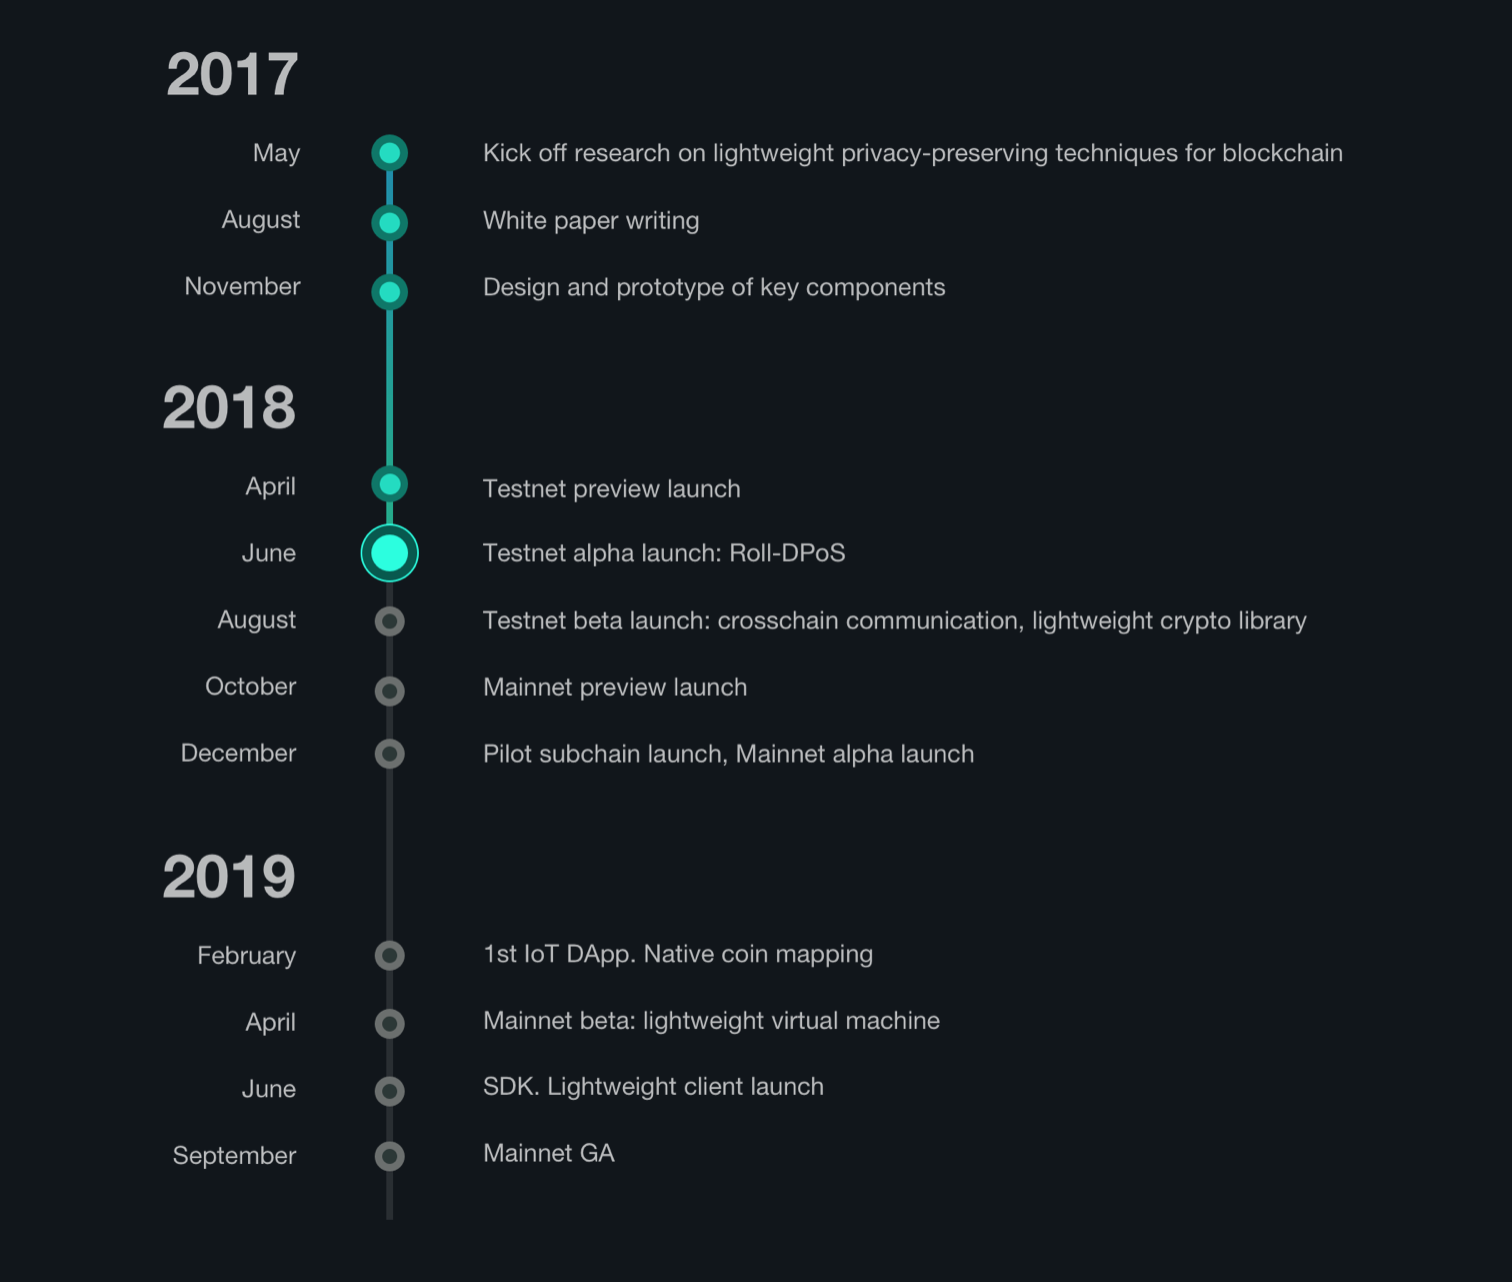 2017
May Kick off research on lightweight privacy-preserving techniques for blockchain
August White paper writing
November Design and prototype of key components
2018
April Testnet preview launch
June Testnet alpha launch: Roll-DPoS
August Testnet beta launch: crosschain communication, lightweight crypto library
October Mainnet preview launch
December Pilot subchain launch, Mainnet alpha launch
2019
February 1st IoT DApp. Native coin mapping
April Mainnet beta: lightweight virtual machine
June SDK. Lightweight client launch
September Mainnet GA